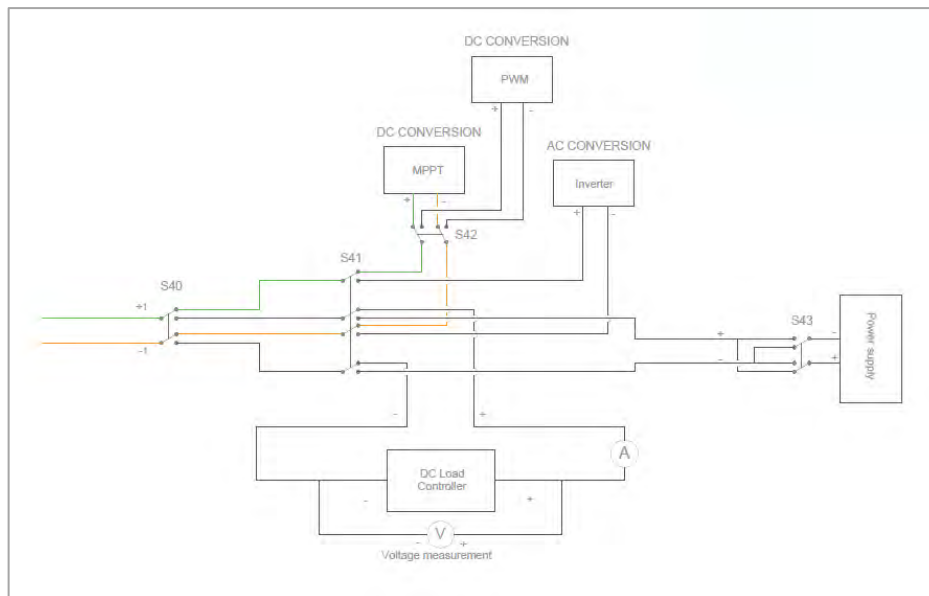 DC CONVERSION
PWM
+ -
DC CONVERSION
MPPT
+ -
AC CONVERSION
Inverter
+ -
S42
S41
S40
+1
-1
S43
+ -
- +
Power supply
- +
A
DC Load
Controller
- +
V
- +
Voltage measurement